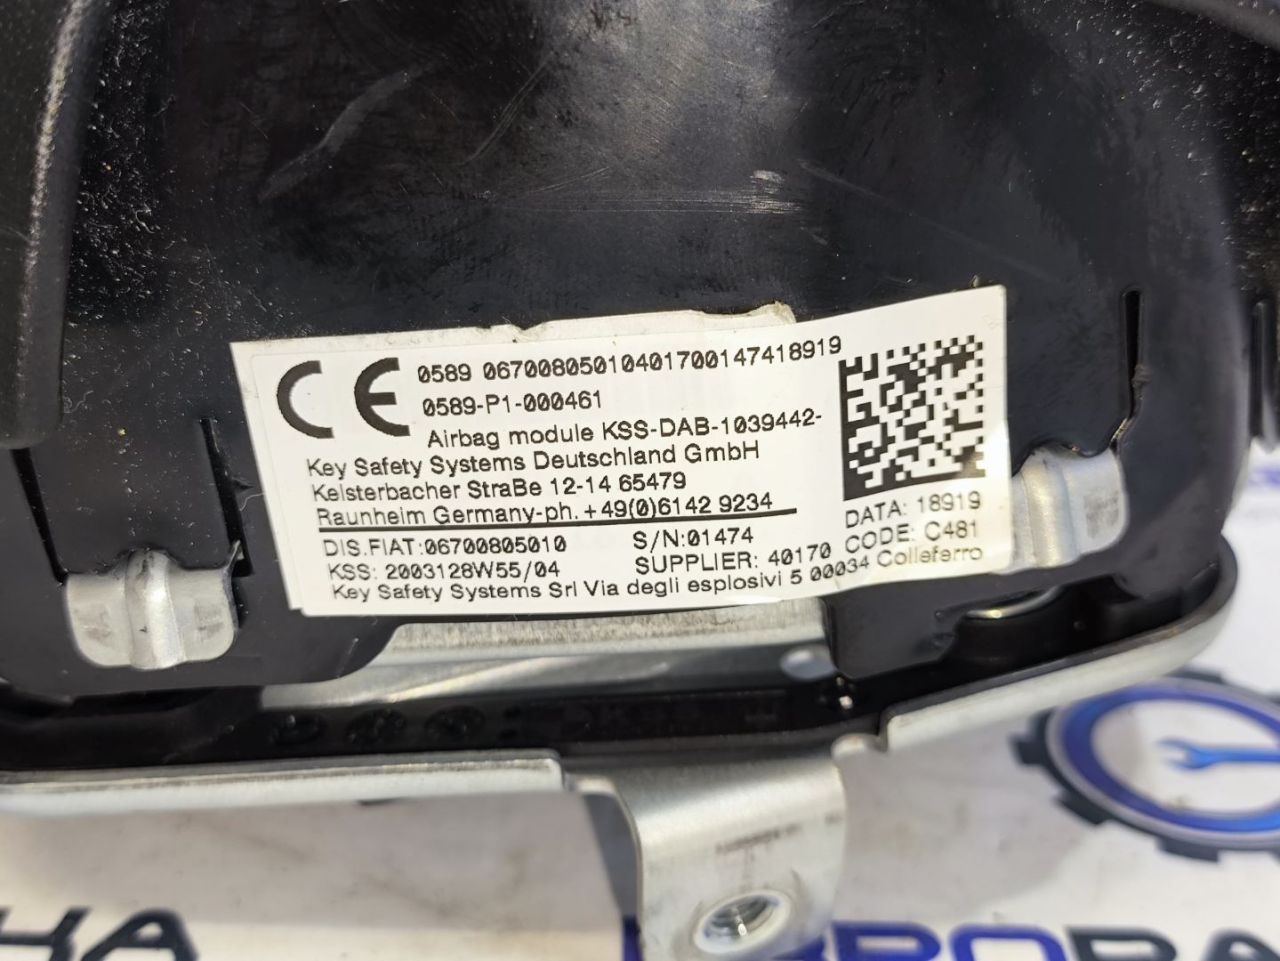 CE 0589 06700805010401700147418919
0589-P1-000461
Airbag module KSS-DAB-1039442-
Key Safety Systems Deutschland GmbH
Kelsterbacher StraBe 12-14 65479
Raunheim Germany-ph. +49(0)6142 9234
DIS.FIAT:06700805010 S/N:01474 DATA: 18919
KSS: 2003128W55/04 SUPPLIER: 40170 CODE: C481
Key Safety Systems Srl Via degli esplosivi 5 00034 Colleferro